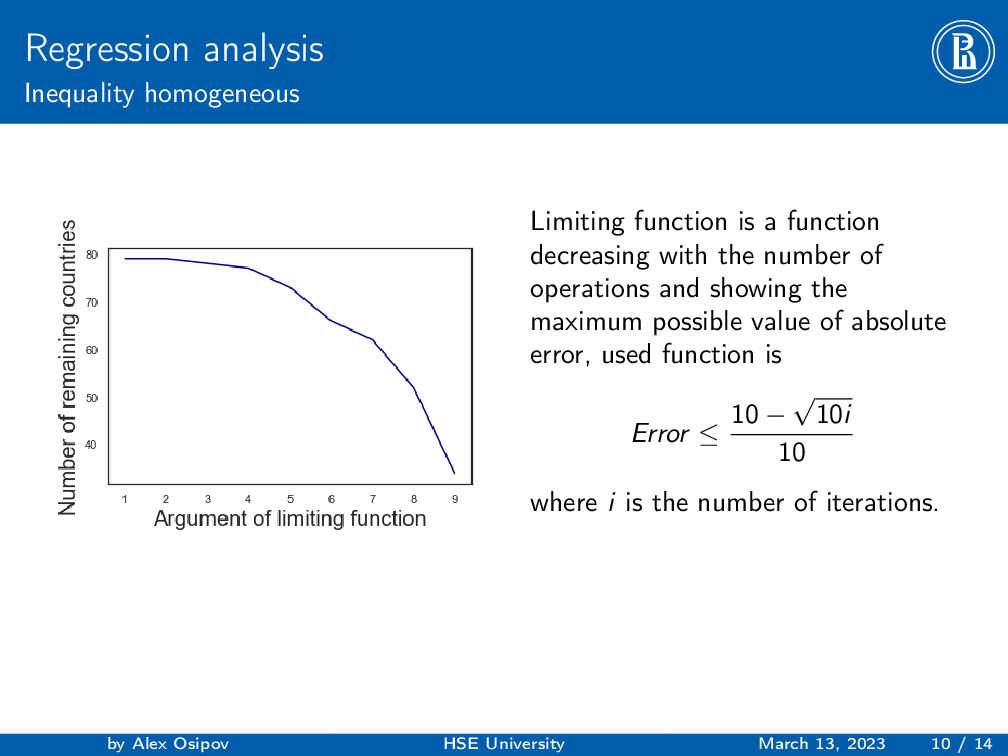 Regression analysis
Inequality homogeneous
Number of remaining countries
80
70
60
50
40
1 2 3 4 5 6 7 8 9
Argument of limiting function
Limiting function is a function
decreasing with the number of
operations and showing the
maximum possible value of absolute
error, used function is
Error ≤ (10 − √10i) / 10
where i is the number of iterations.
by Alex Osipov HSE University March 13, 2023 10 / 14